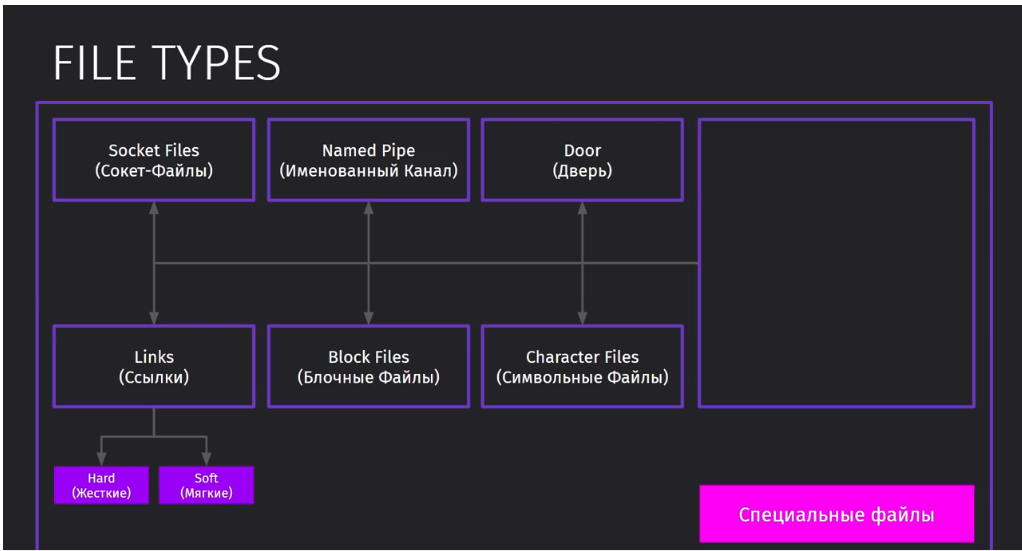 FILE TYPES
Socket Files
(Сокет-Файлы)
Named Pipe
(Именованный Канал)
Door
(Дверь)
Links
(Ссылки)
Block Files
(Блочные Файлы)
Character Files
(Символьные Файлы)
Hard
(Жесткие)
Soft
(Мягкие)
Специальные файлы